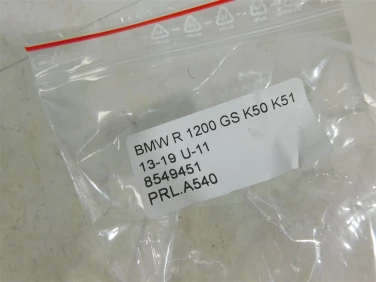 BMW R 1200 GS K50 K51
13-19 U-11
8549451
PRL.A540